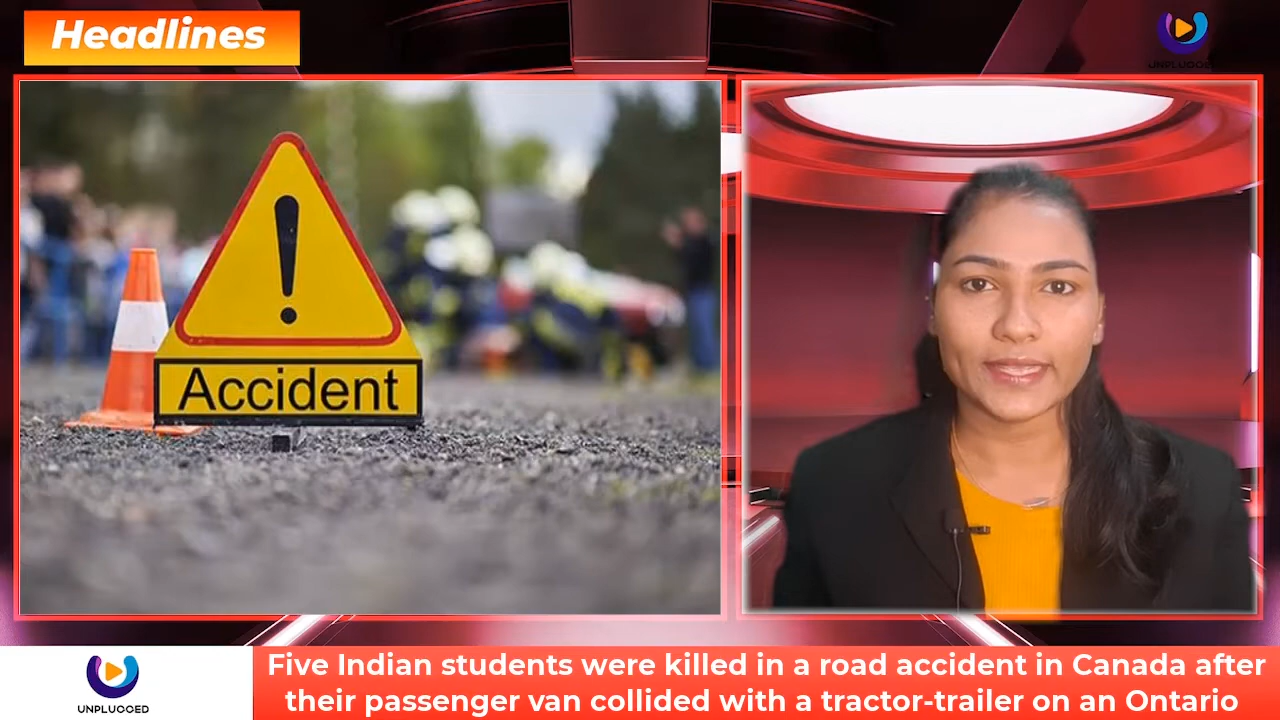 Headlines
UNPLUGGED
Accident
UNPLUGGED
Five Indian students were killed in a road accident in Canada after
their passenger van collided with a tractor-trailer on an Ontario